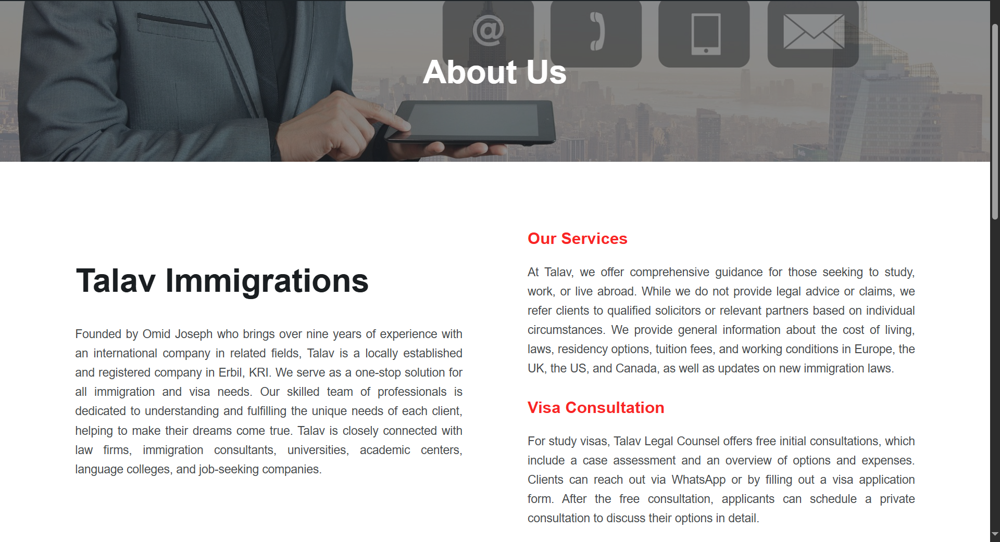 About Us
Talav Immigrations
Founded by Omid Joseph who brings over nine years of experience with
an international company in related fields, Talav is a locally established
and registered company in Erbil, KRI. We serve as a one-stop solution for
all immigration and visa needs. Our skilled team of professionals is
dedicated to understanding and fulfilling the unique needs of each client,
helping to make their dreams come true. Talav is closely connected with
law firms, immigration consultants, universities, academic centers,
language colleges, and job-seeking companies.
Our Services
At Talav, we offer comprehensive guidance for those seeking to study,
work, or live abroad. While we do not provide legal advice or claims, we
refer clients to qualified solicitors or relevant partners based on individual
circumstances. We provide general information about the cost of living,
laws, residency options, tuition fees, and working conditions in Europe, the
UK, the US, and Canada, as well as updates on new immigration laws.
Visa Consultation
For study visas, Talav Legal Counsel offers free initial consultations, which
include a case assessment and an overview of options and expenses.
Clients can reach out via WhatsApp or by filling out a visa application
form. After the free consultation, applicants can schedule a private
consultation to discuss their options in detail.